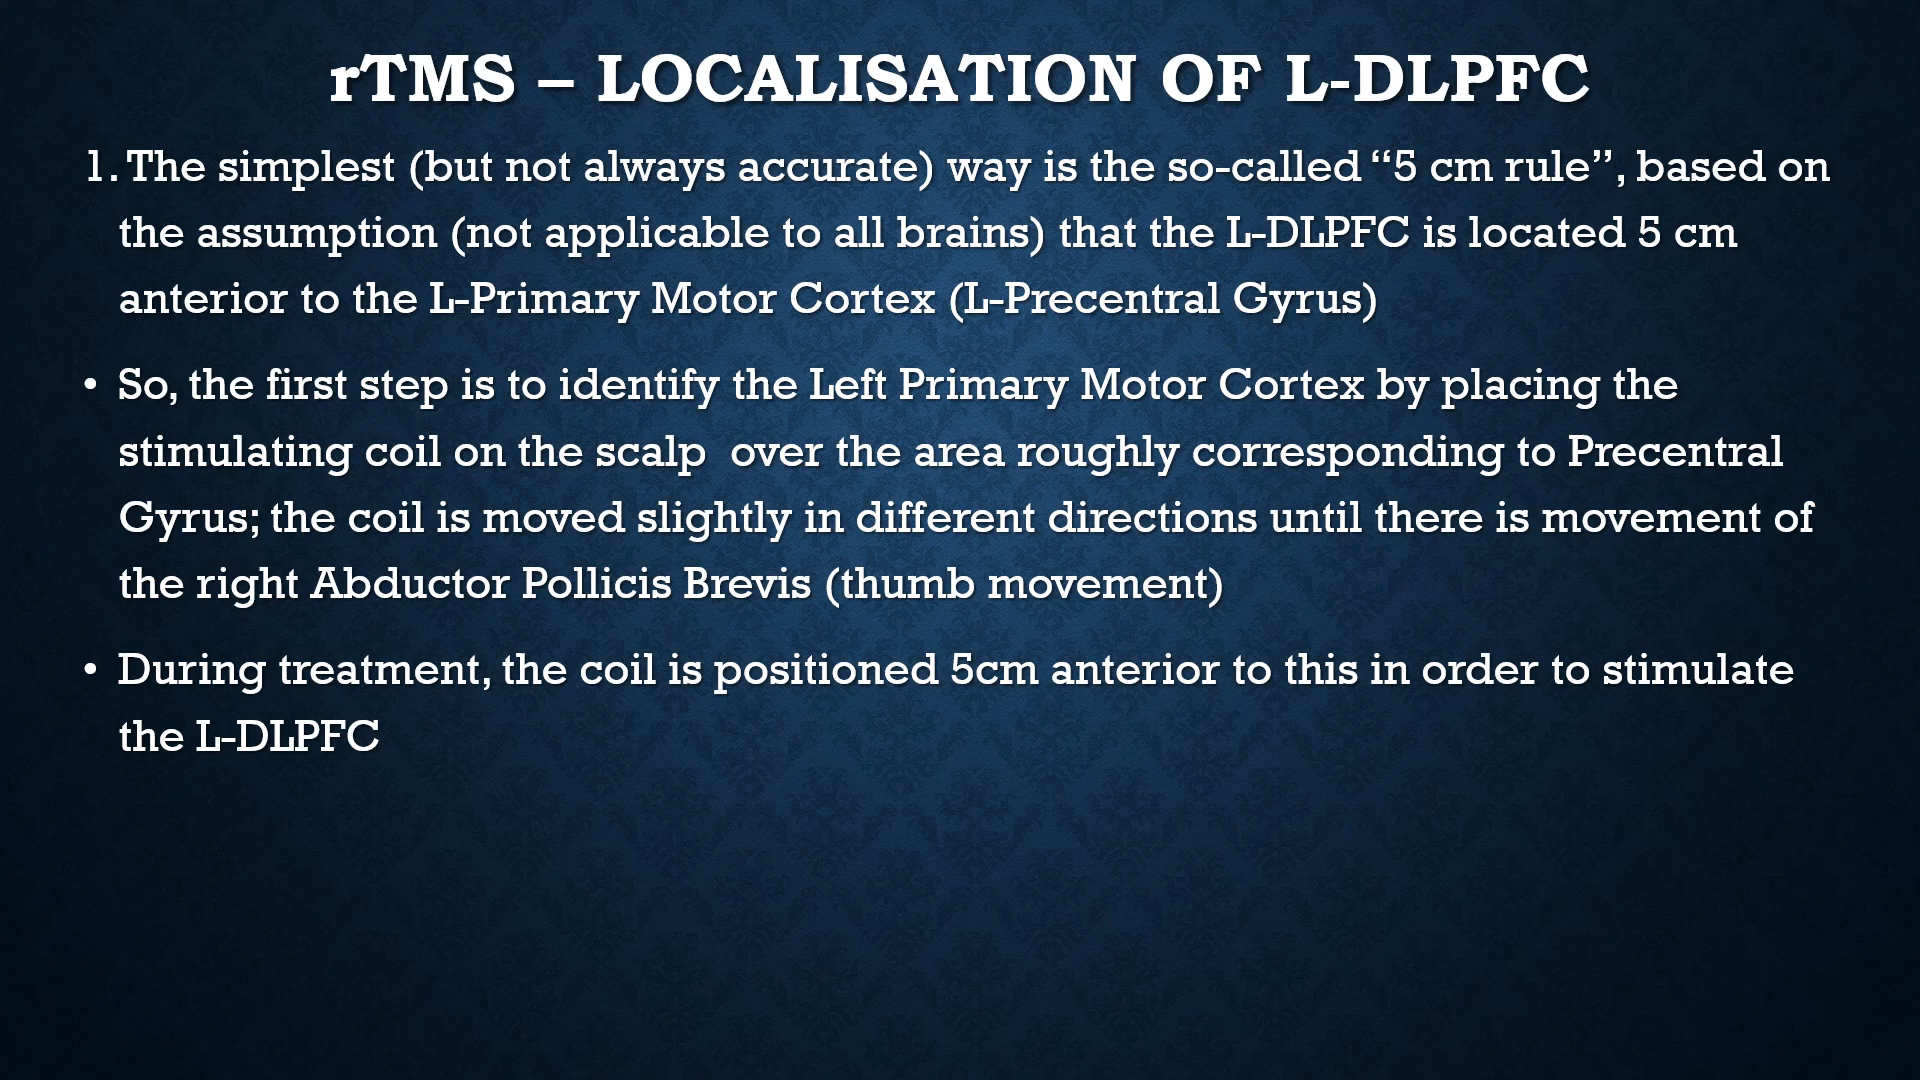 rTMS – LOCALISATION OF L-DLPFC
1. The simplest (but not always accurate) way is the so-called “5 cm rule”, based on
the assumption (not applicable to all brains) that the L-DLPFC is located 5 cm
anterior to the L-Primary Motor Cortex (L-Precentral Gyrus)
• So, the first step is to identify the Left Primary Motor Cortex by placing the
stimulating coil on the scalp  over the area roughly corresponding to Precentral
Gyrus; the coil is moved slightly in different directions until there is movement of
the right Abductor Pollicis Brevis (thumb movement)
• During treatment, the coil is positioned 5cm anterior to this in order to stimulate
the L-DLPFC